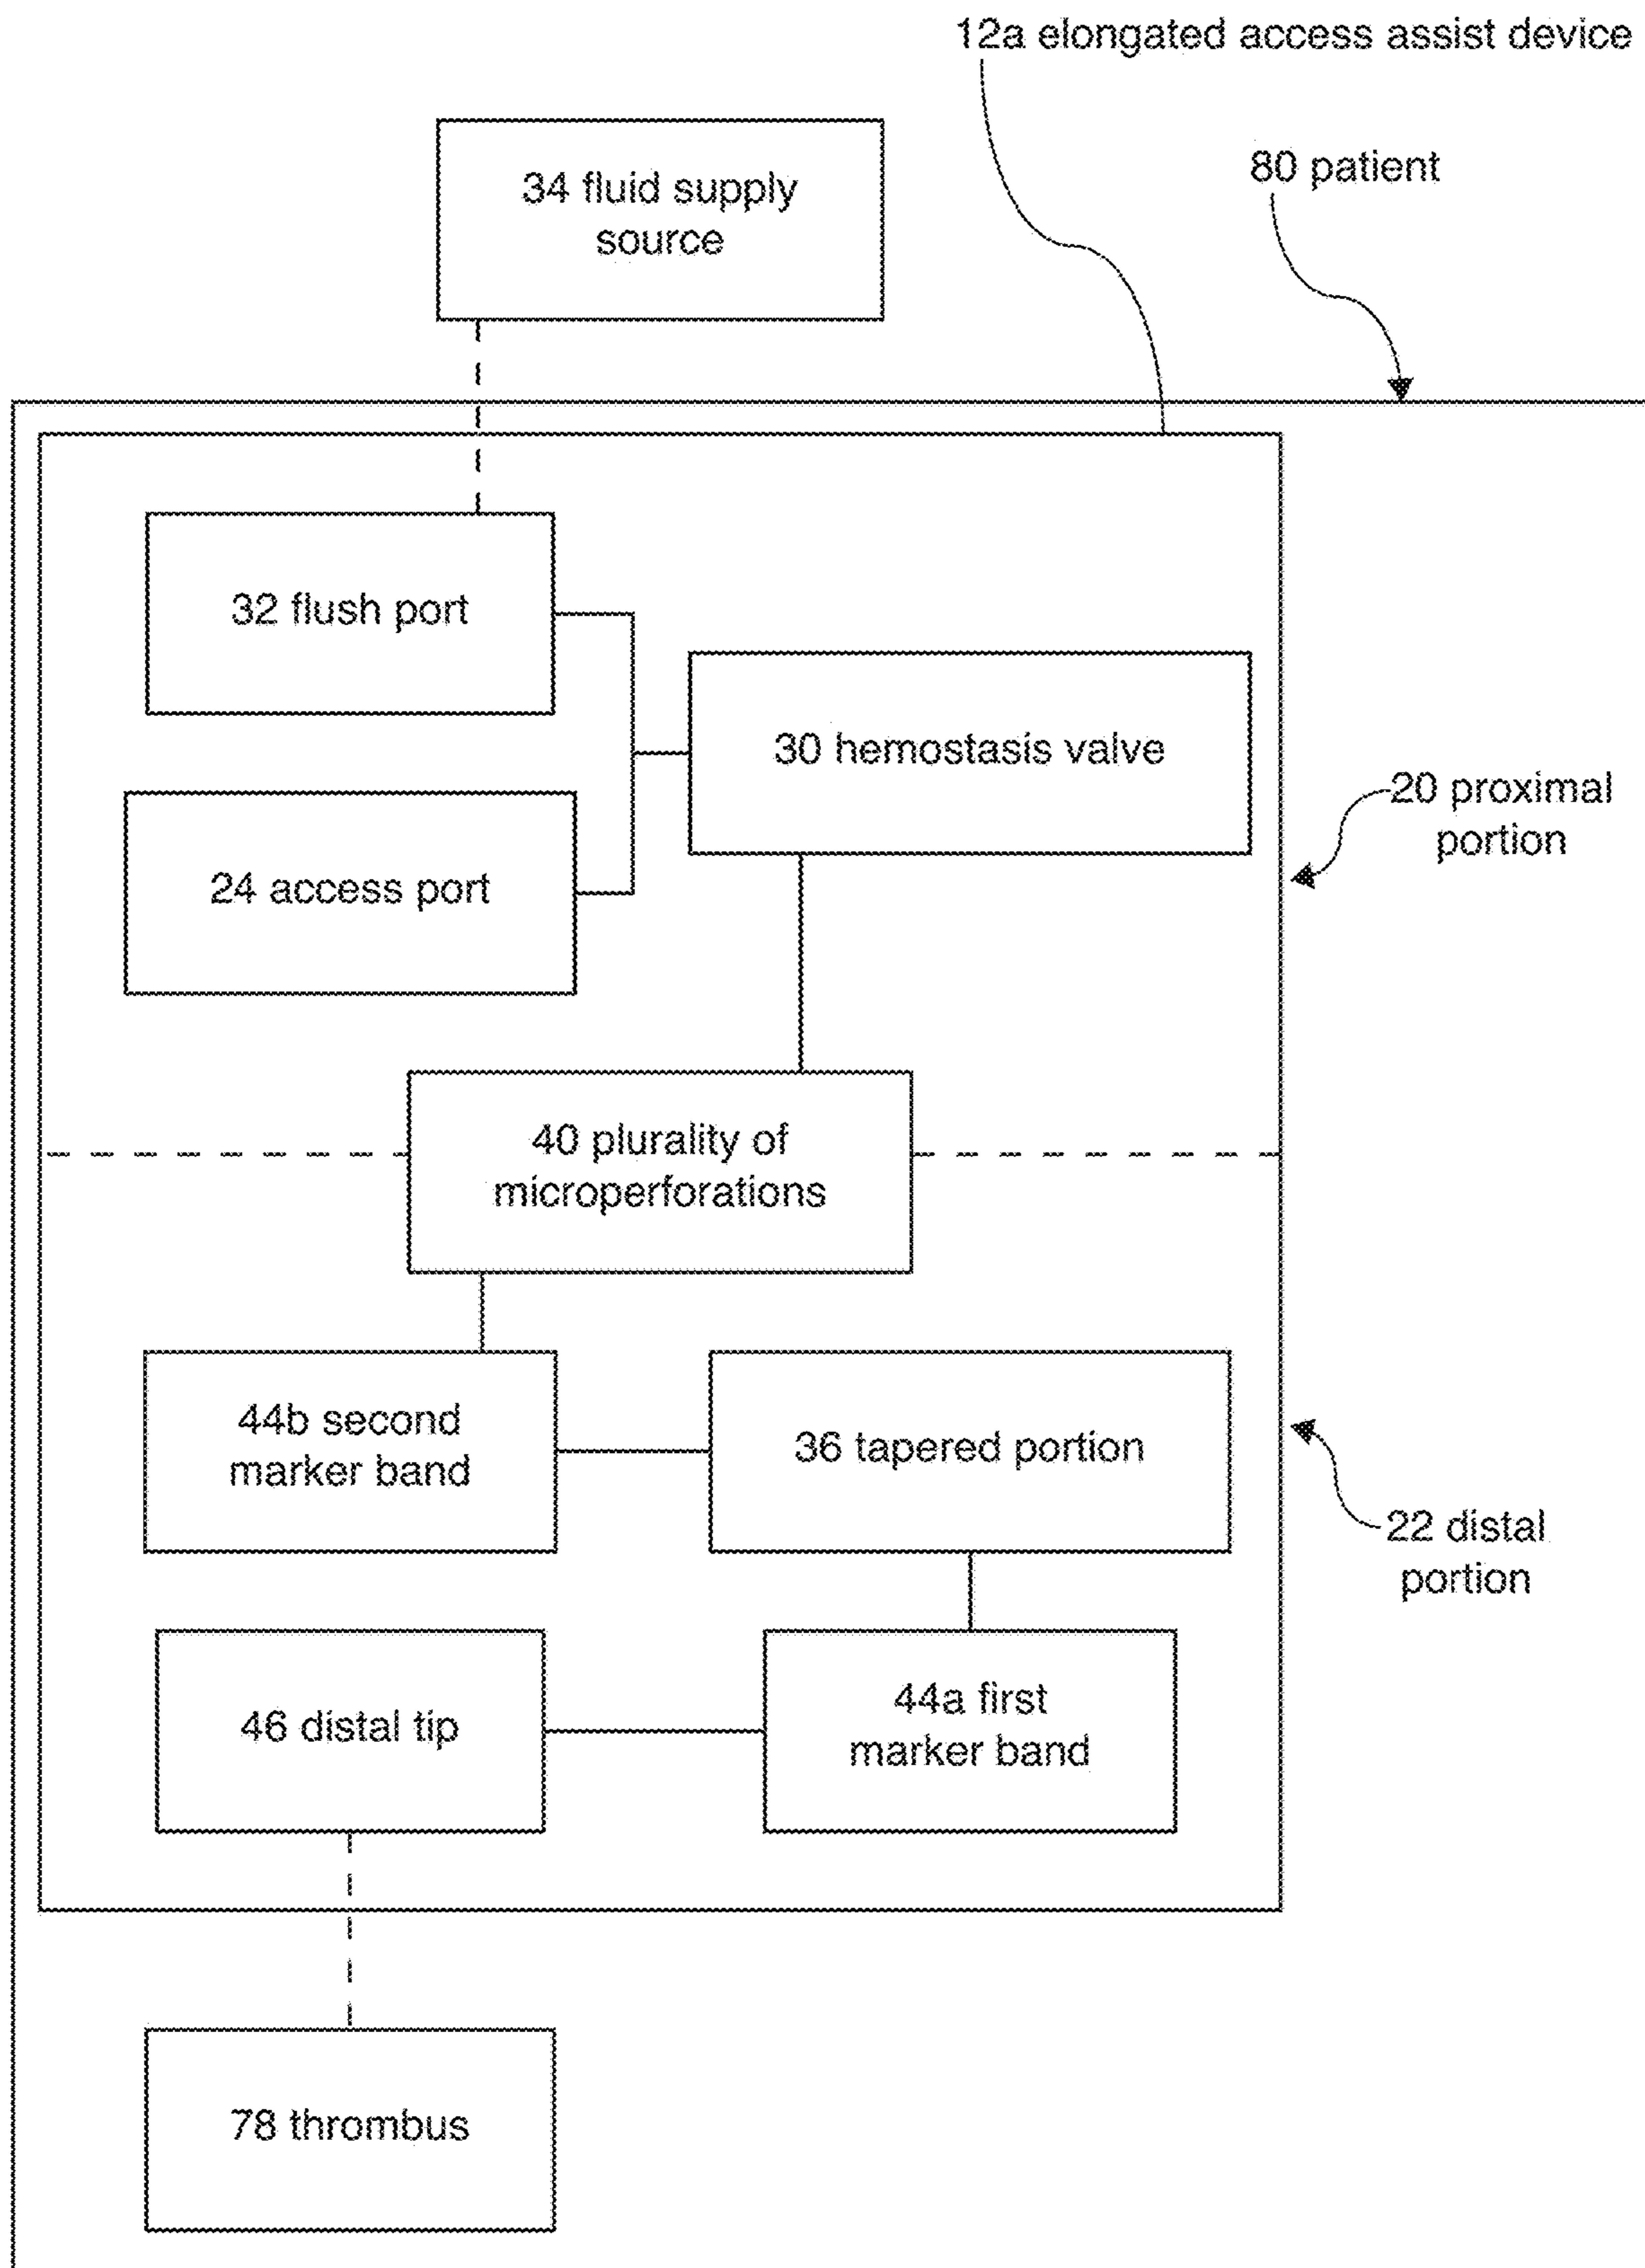 12a elongated access assist device
80 patient
34 fluid supply
source
32 flush port
30 hemostasis valve
20 proximal
portion
24 access port
40 plurality of
microperforations
44b second
marker band
36 tapered portion
22 distal
portion
46 distal tip
44a first
marker band
78 thrombus